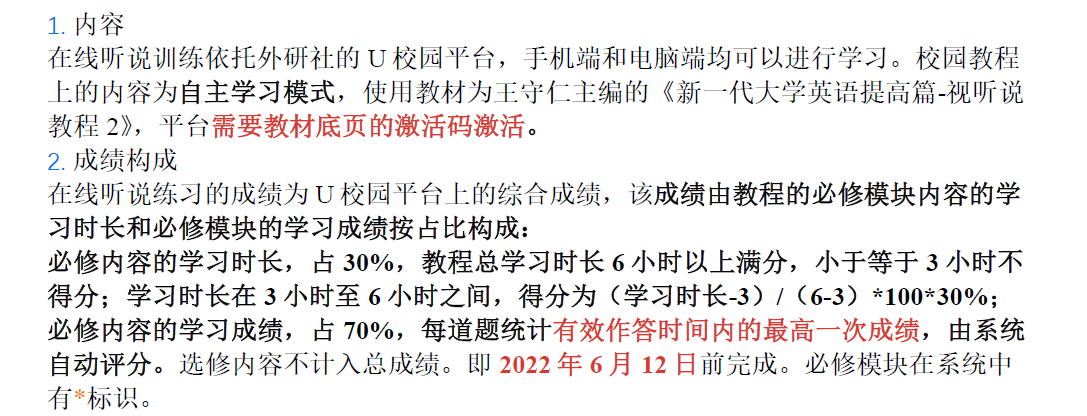 1. 内容
在线听说训练依托外研社的 U 校园平台，手机端和电脑端均可以进行学习。校园教程
上的内容为自主学习模式，使用教材为王守仁主编的《新一代大学英语提高篇-视听说
教程 2》，平台需要教材底页的激活码激活。
2. 成绩构成
在线听说练习的成绩为 U 校园平台上的综合成绩，该成绩由教程的必修模块内容的学
习时长和必修模块的学习成绩按占比构成：
必修内容的学习时长，占 30%，教程总学习时长 6 小时以上满分，小于等于 3 小时不
得分；学习时长在 3 小时至 6 小时之间，得分为（学习时长-3）/（6-3）*100*30%；
必修内容的学习成绩，占 70%，每道题统计有效作答时间内的最高一次成绩，由系统
自动评分。选修内容不计入总成绩。即 2022 年 6 月 12 日前完成。必修模块在系统中
有*标识。